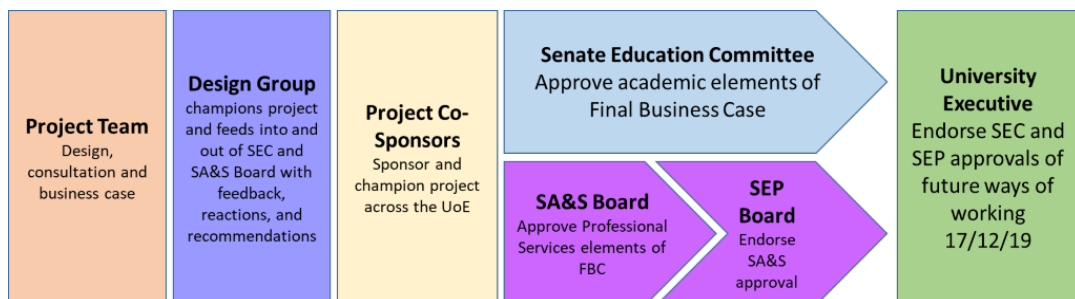 Project Team
Design,
consultation and
business case
Design Group
champions project
and feeds into and
out of SEC and
SA&S Board with
feedback,
reactions, and
recommendations
Project Co-
Sponsors
Sponsor and
champion project
across the UoE
Senate Education Committee
Approve academic elements of
Final Business Case
SA&S Board
Approve Professional
Services elements of
FBC
SEP
Board
Endorse
SA&S
approval
University
Executive
Endorse SEC and
SEP approvals of
future ways of
working
17/12/19